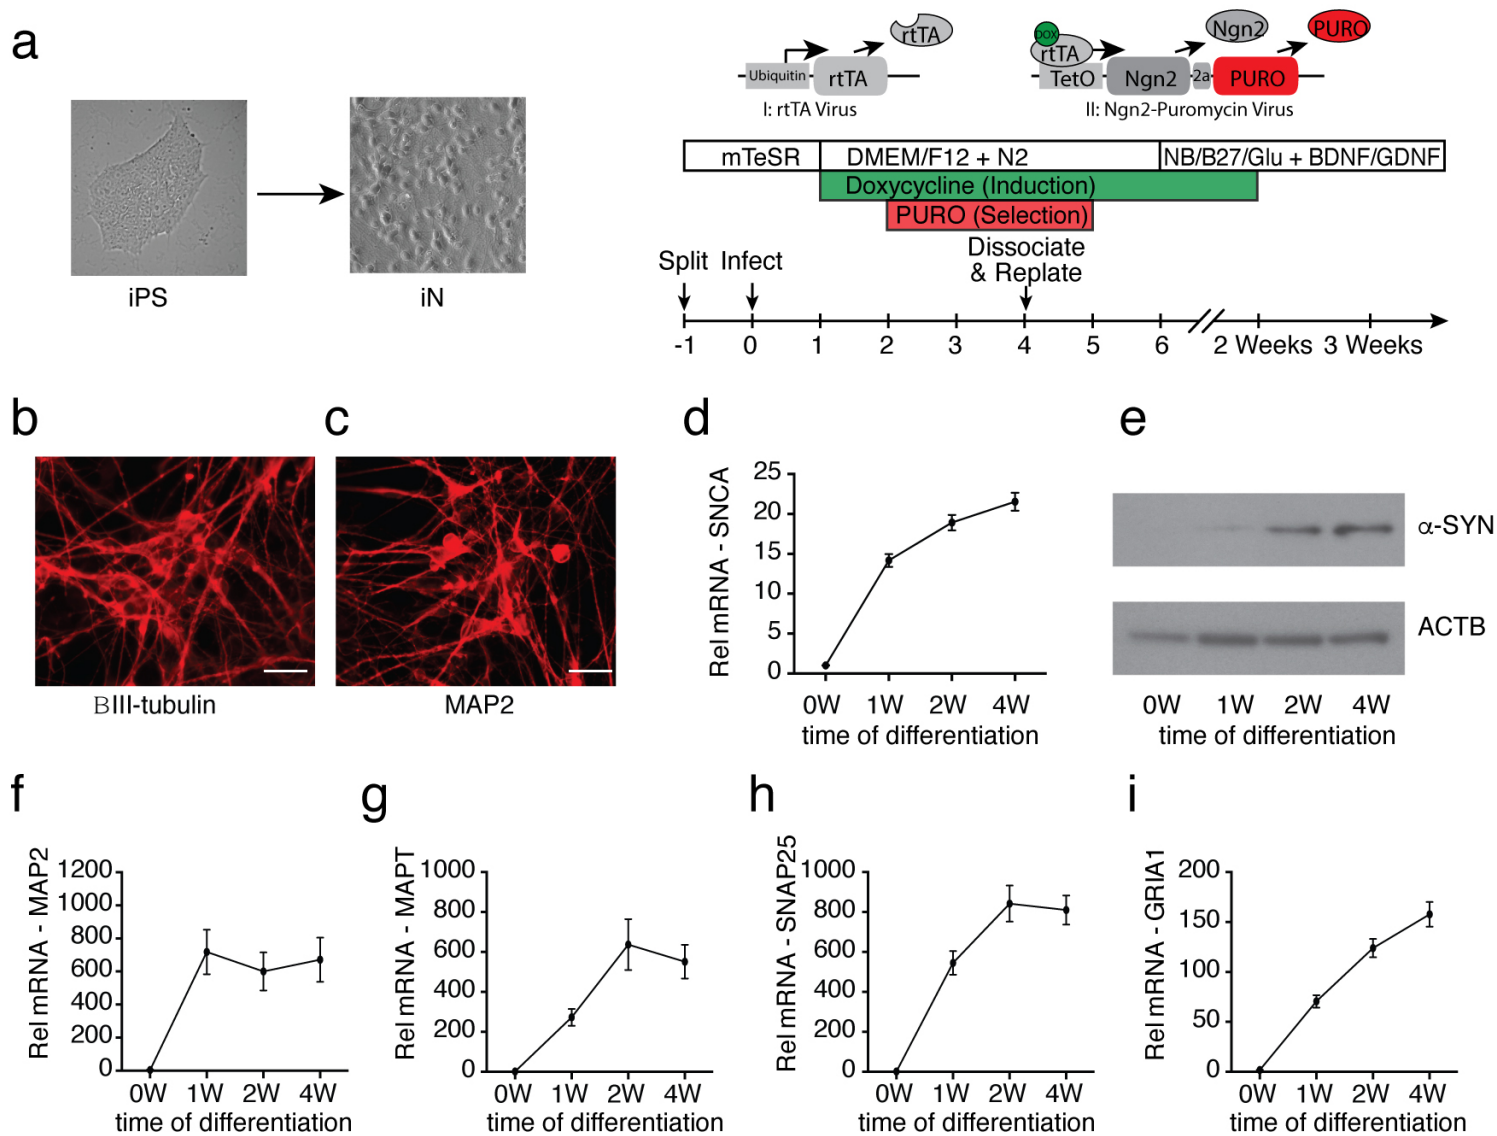 a
iPS
iN
rtTA
Ubiquitin
rtTA
I: rtTA Virus
DOX
rtTA
TetO
Ngn2
2a
PURO
Ngn2
PURO
II: Ngn2-Puromycin Virus
mTeSR
DMEM/F12 + N2
NB/B27/Glu + BDNF/GDNF
Doxycycline (Induction)
PURO (Selection)
Dissociate
& Replate
Split
Infect
-1 0 1 2 3 4 5 6 2 Weeks 3 Weeks
b
βIII-tubulin
c
MAP2
d
Rel mRNA - SNCA
25
20
15
10
5
0
0W 1W 2W 4W
time of differentiation
e
α-SYN
ACTB
0W 1W 2W 4W
time of differentiation
f
Rel mRNA - MAP2
1200
1000
800
600
400
200
0
0W 1W 2W 4W
time of differentiation
g
Rel mRNA - MAPT
1000
800
600
400
200
0
0W 1W 2W 4W
time of differentiation
h
Rel mRNA - SNAP25
1000
800
600
400
200
0
0W 1W 2W 4W
time of differentiation
i
Rel mRNA - GRIA1
200
150
100
50
0
0W 1W 2W 4W
time of differentiation